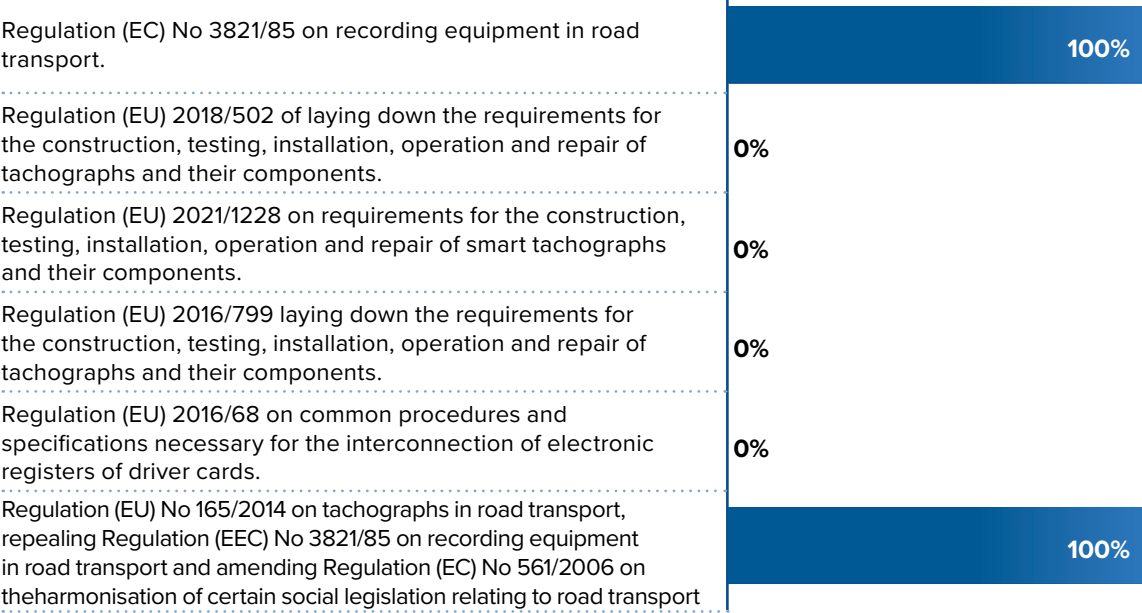 Regulation (EC) No 3821/85 on recording equipment in road
transport.
100%
Regulation (EU) 2018/502 of laying down the requirements for
the construction, testing, installation, operation and repair of
tachographs and their components.
0%
Regulation (EU) 2021/1228 on requirements for the construction,
testing, installation, operation and repair of smart tachographs
and their components.
0%
Regulation (EU) 2016/799 laying down the requirements for
the construction, testing, installation, operation and repair of
tachographs and their components.
0%
Regulation (EU) 2016/68 on common procedures and
specifications necessary for the interconnection of electronic
registers of driver cards.
0%
Regulation (EU) No 165/2014 on tachographs in road transport,
repealing Regulation (EEC) No 3821/85 on recording equipment
in road transport and amending Regulation (EC) No 561/2006 on
theharmonisation of certain social legislation relating to road transport
100%